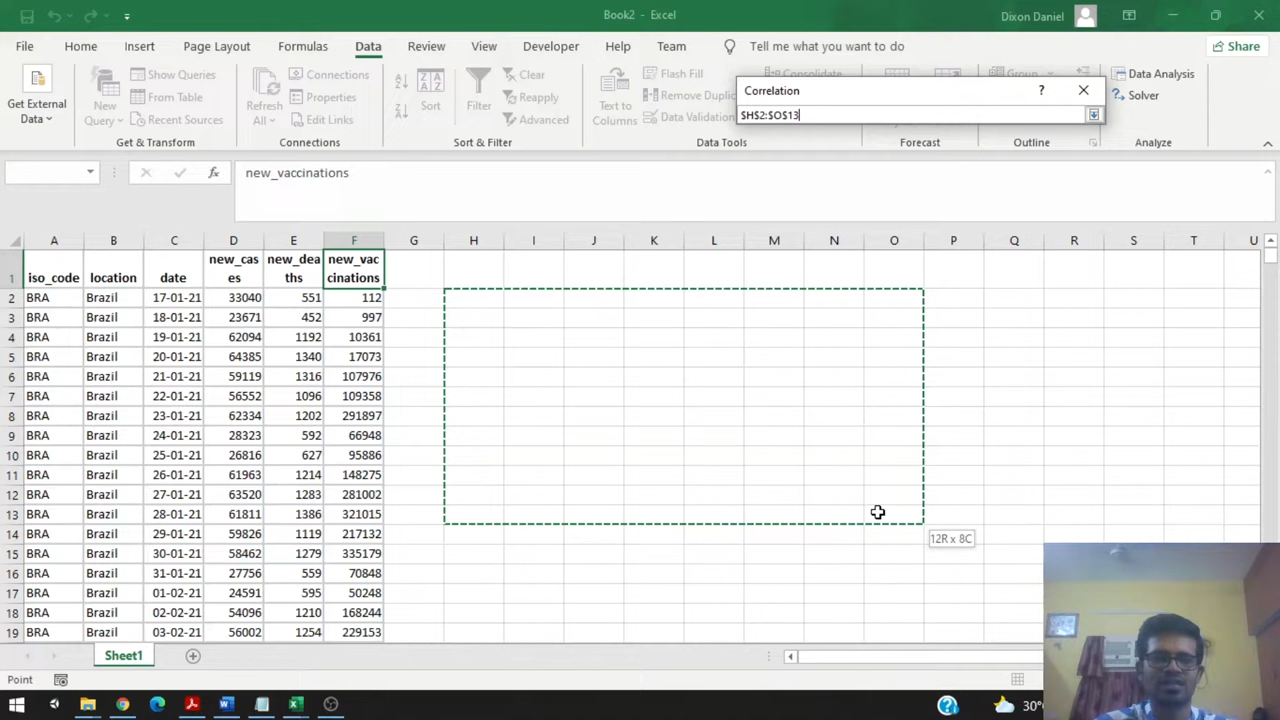 Book2 - Excel
Dixon Daniel
File Home Insert Page Layout Formulas Data Review View Developer Help Team Tell me what you want to do Share
Get External
Data
New
Query
Show Queries
From Table
Recent Sources
Get & Transform
Refresh
All
Connections
Properties
Edit Links
Connections
Sort
Filter
Clear
Reapply
Advanced
Sort & Filter
Text to
Columns
Flash Fill
Data Validation
Consolidate
Data Tools
Forecast
Group
Outline
Data Analysis
Solver
Analyze
Correlation ?
$H$2:$O$13
fx new_vaccinations
A B C D E F G H I J K L M N O P Q R S T U
1 iso_code location date new_cas
es new_dea
ths new_vac
cinations
2 BRA Brazil 17-01-21 33040 551 112
3 BRA Brazil 18-01-21 23671 452 997
4 BRA Brazil 19-01-21 62094 1192 10361
5 BRA Brazil 20-01-21 64385 1340 17073
6 BRA Brazil 21-01-21 59119 1316 107976
7 BRA Brazil 22-01-21 56552 1096 109358
8 BRA Brazil 23-01-21 62334 1202 291897
9 BRA Brazil 24-01-21 28323 592 66948
10 BRA Brazil 25-01-21 26816 627 95886
11 BRA Brazil 26-01-21 61963 1214 148275
12 BRA Brazil 27-01-21 63520 1283 281002
13 BRA Brazil 28-01-21 61811 1386 321015
14 BRA Brazil 29-01-21 59826 1119 217132
15 BRA Brazil 30-01-21 58462 1279 335179
16 BRA Brazil 31-01-21 27756 559 70848
17 BRA Brazil 01-02-21 24591 595 50248
18 BRA Brazil 02-02-21 54096 1210 168244
19 BRA Brazil 03-02-21 56002 1254 229153
12R x 8C
Sheet1
Point
30°